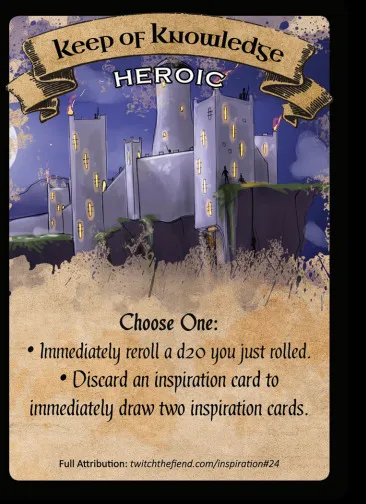 Keep of Knowledge
HEROIC
Choose One:
• Immediately reroll a d20 you just rolled.
• Discard an inspiration card to
immediately draw two inspiration cards.
Full Attribution: twitchthefiend.com/inspiration#24